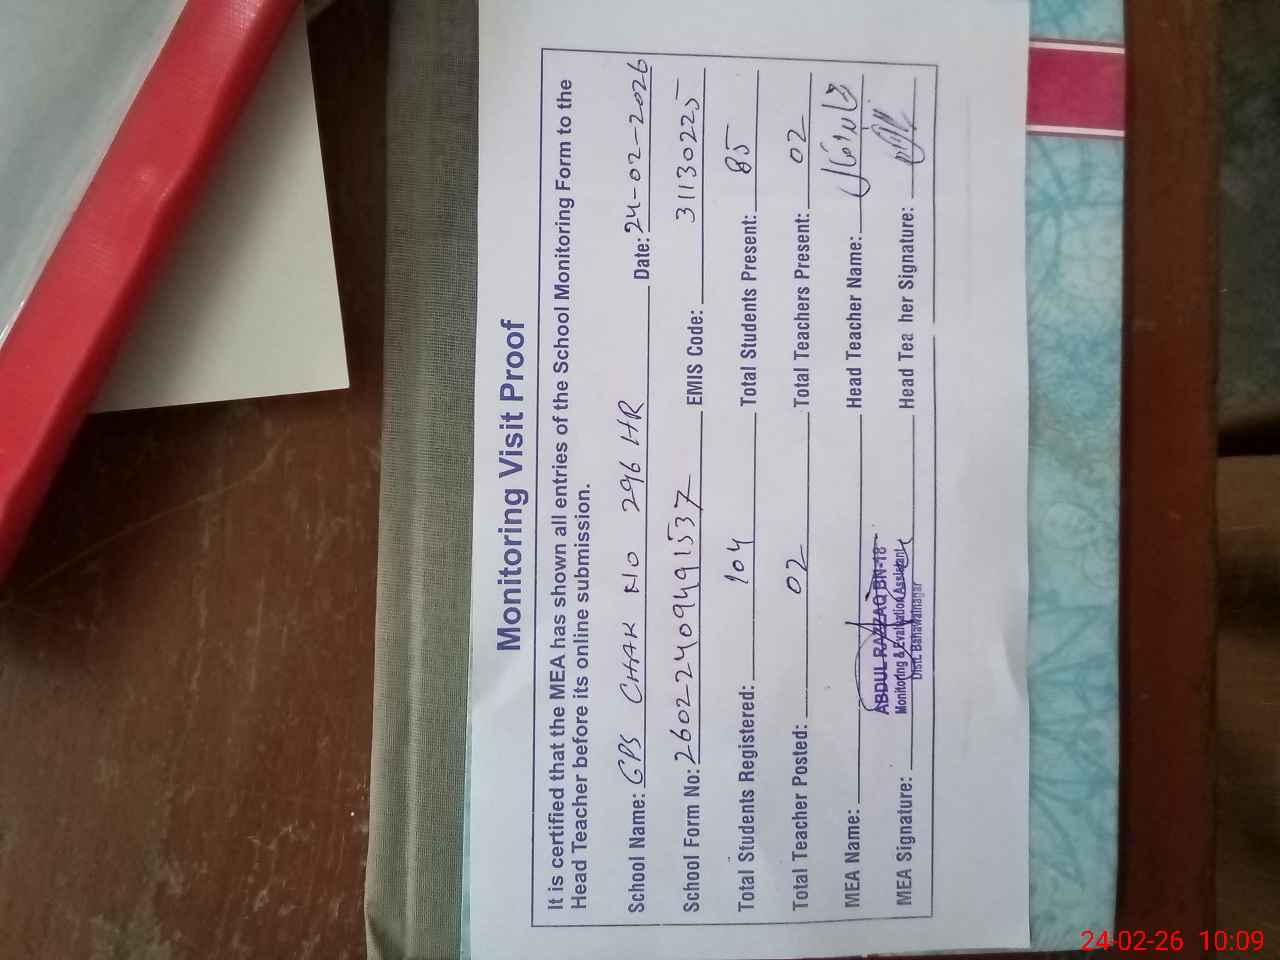 Monitoring Visit Proof
It is certified that the MEA has shown all entries of the School Monitoring Form to the
Head Teacher before its online submission.
School Name: GPS CHAK NO 296 HR Date: 24-02-2026
School Form No: 26022409491537 EMIS Code: 31130225
Total Students Registered: 104 Total Students Present: 85
Total Teacher Posted: 02 Total Teachers Present: 02
MEA Name: Head Teacher Name:
ABDUL RAZZAQ BN-18
Monitoring & Evaluation Assistant
Distt. Bahawalnagar
MEA Signature: Head Tea her Signature:
24-02-26 10:09